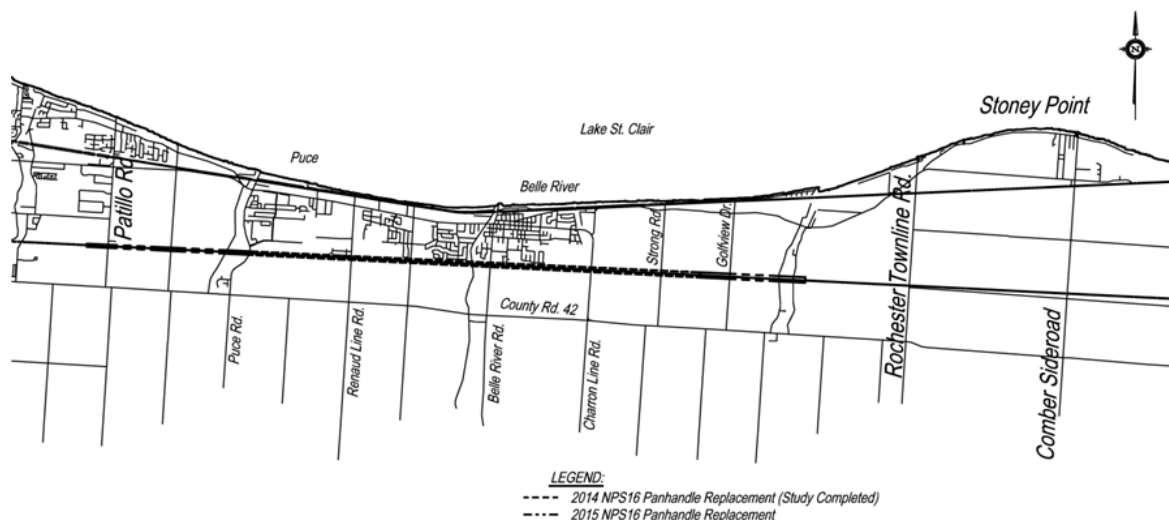 N
Stoney Point
Lake St. Clair
Puce
Belle River
Patillo Rd.
Strong Rd.
Golfview Dr.
Rochester Townline Rd.
County Rd. 42
Puce Rd.
Renaud Line Rd.
Belle River Rd.
Charron Line Rd.
Comber Sideroad
LEGEND:
2014 NPS16 Panhandle Replacement (Study Completed)
2015 NPS16 Panhandle Replacement